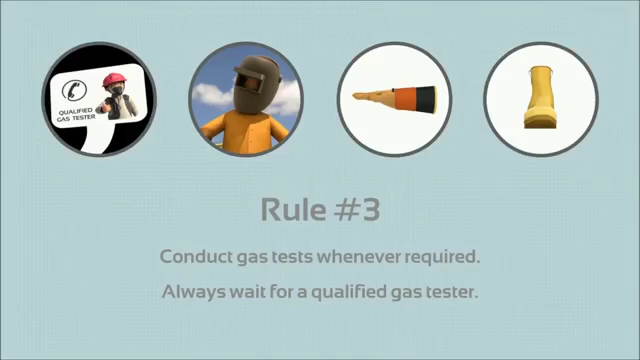 QUALIFIED
GAS TESTER
Rule #3
Conduct gas tests whenever required.
Always wait for a qualified gas tester.